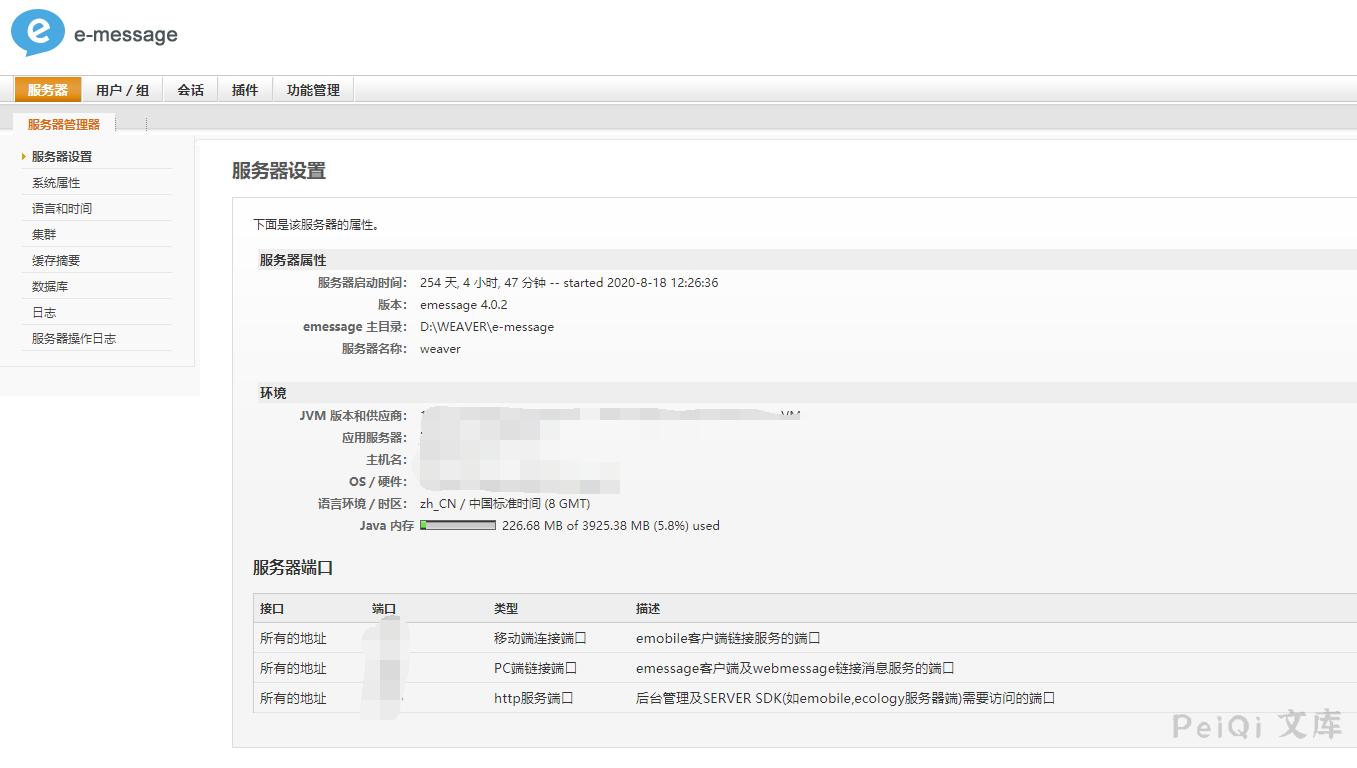 e-message
服务器 用户 / 组 会话 插件 功能管理
服务器管理器
服务器设置
系统属性
语言和时间
集群
缓存摘要
数据库
日志
服务器操作日志
服务器设置
下面是该服务器的属性。
服务器属性
服务器启动时间: 254 天, 4 小时, 47 分钟 -- started 2020-8-18 12:26:36
版本: emessage 4.0.2
emessage 主目录: D:\WEAVER\e-message
服务器名称: weaver
环境
JVM 版本和供应商: VM
应用服务器:
主机名:
OS / 硬件:
语言环境 / 时区: zh_CN / 中国标准时间 (8 GMT)
Java 内存 226.68 MB of 3925.38 MB (5.8%) used
服务器端口
接口 端口 类型 描述
所有的地址 移动端连接端口 emobile客户端链接服务的端口
所有的地址 PC端链接端口 emessage客户端及webmessage链接消息服务的端口
所有的地址 http服务端口 后台管理及SERVER SDK(如emobile,ecology服务器端)需要访问的端口
PeiQi 文库